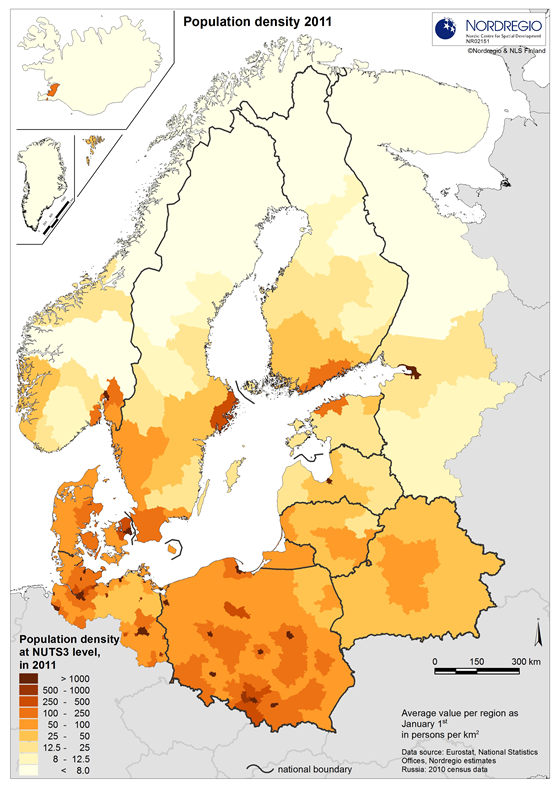 Population density 2011
NORDREGIO
Nordic Centre for Spatial Development
NR02151
©Nordregio & NLS Finland
Population density
at NUTS3 level,
in 2011
> 1000
500 - 1000
250 - 500
100 - 250
50 - 100
25 - 50
12.5 - 25
8 - 12.5
< 8.0
national boundary
0 150 300 km
Average value per region as
January 1st
in persons per km2
Data source: Eurostat, National Statistics
Offices, Nordregio estimates
Russia: 2010 census data